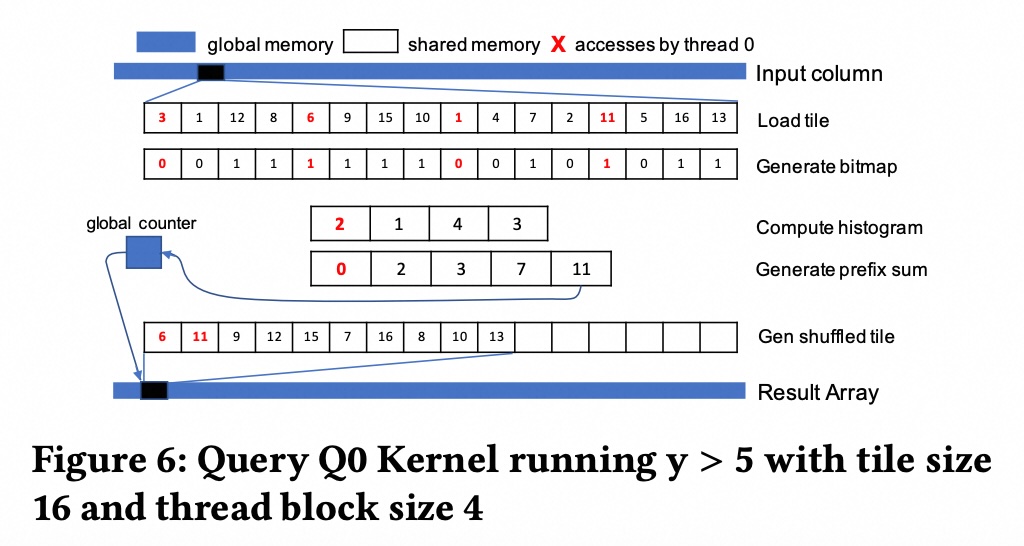 global memory shared memory X accesses by thread 0
Input column
3 1 12 8 6 9 15 10 1 4 7 2 11 5 16 13 Load tile
0 0 1 1 1 1 1 1 0 0 1 0 1 0 1 1 Generate bitmap
global counter
2 1 4 3 Compute histogram
0 2 3 7 11 Generate prefix sum
6 11 9 12 15 7 16 8 10 13 Gen shuffled tile
Result Array
Figure 6: Query Q0 Kernel running y > 5 with tile size
16 and thread block size 4